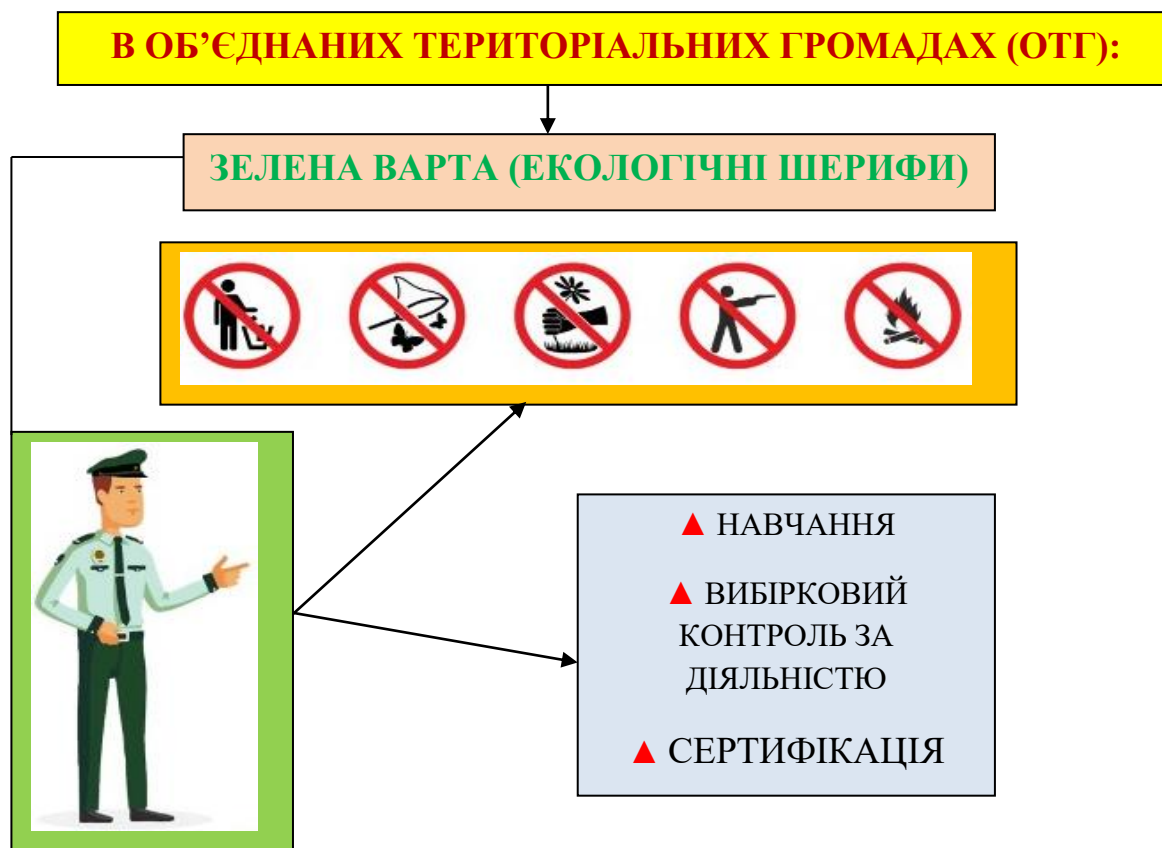 В ОБ’ЄДНАНИХ ТЕРИТОРІАЛЬНИХ ГРОМАДАХ (ОТГ):
ЗЕЛЕНА ВАРТА (ЕКОЛОГІЧНІ ШЕРИФИ)
▲ НАВЧАННЯ
▲ ВИБІРКОВИЙ
КОНТРОЛЬ ЗА
ДІЯЛЬНІСТЮ
▲ СЕРТИФІКАЦІЯ